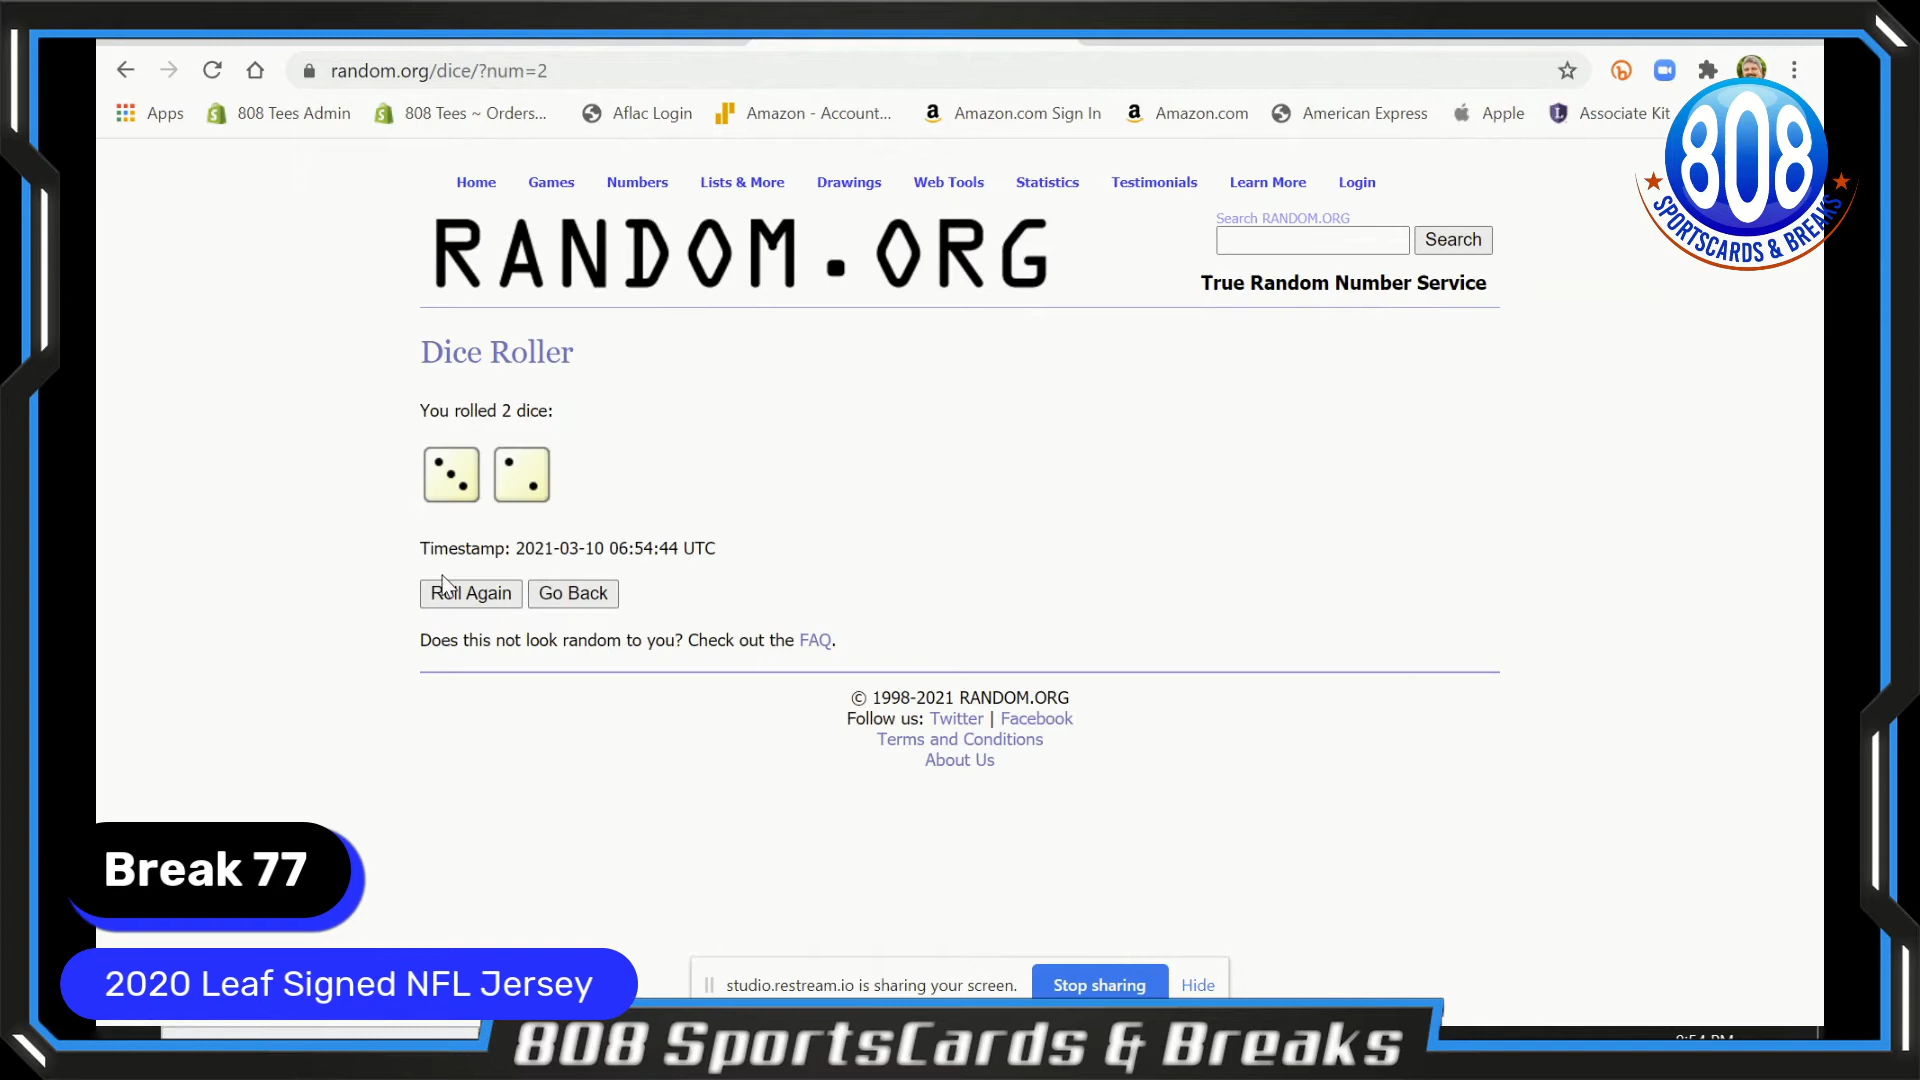 random.org/dice/?num=2
Apps 808 Tees Admin 808 Tees ~ Orders... Aflac Login Amazon - Account... Amazon.com Sign In Amazon.com American Express Apple Associate Kit
808
SPORTSCARDS & BREAKS
Home Games Numbers Lists & More Drawings Web Tools Statistics Testimonials Learn More Login
RANDOM.ORG
Search RANDOM.ORG
Search
True Random Number Service
Dice Roller
You rolled 2 dice:
Timestamp: 2021-03-10 06:54:44 UTC
Roll Again Go Back
Does this not look random to you? Check out the FAQ.
© 1998-2021 RANDOM.ORG
Follow us: Twitter | Facebook
Terms and Conditions
About Us
Break 77
2020 Leaf Signed NFL Jersey
studio.restream.io is sharing your screen. Stop sharing Hide
808 SportsCards & Breaks